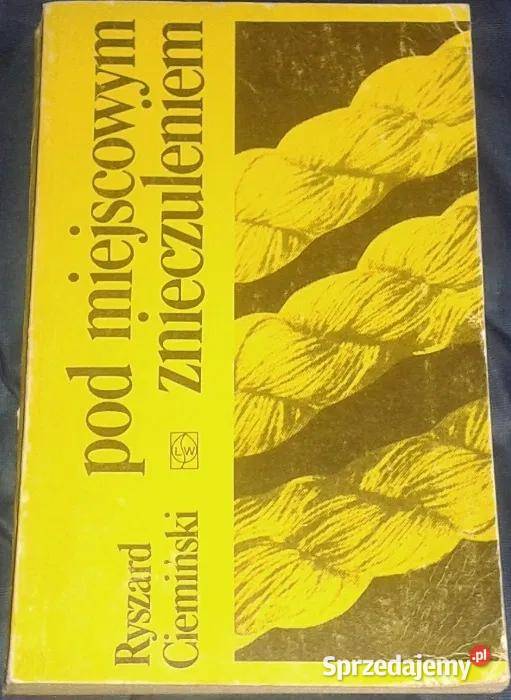 Ryszard
Ciemiński
pod miejscowym
znieczuleniem
LW
Sprzedajemy.pl